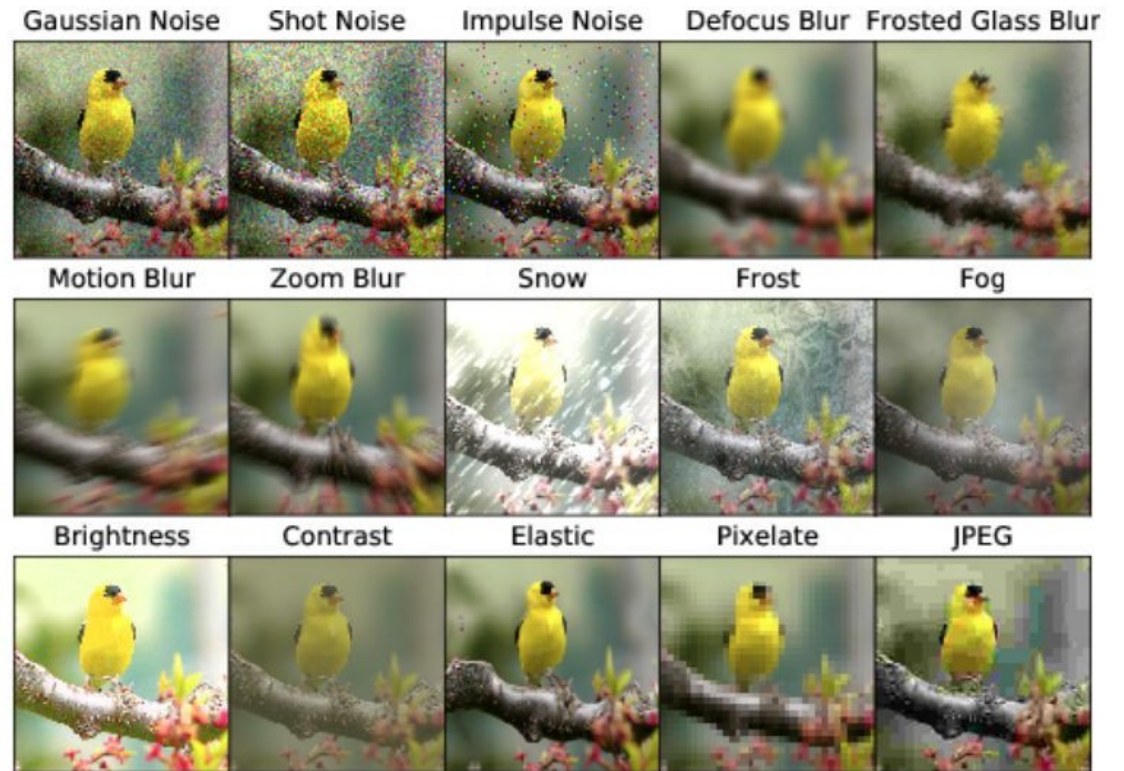 Gaussian Noise Shot Noise Impulse Noise Defocus Blur Frosted Glass Blur
Motion Blur Zoom Blur Snow Frost Fog
Brightness Contrast Elastic Pixelate JPEG